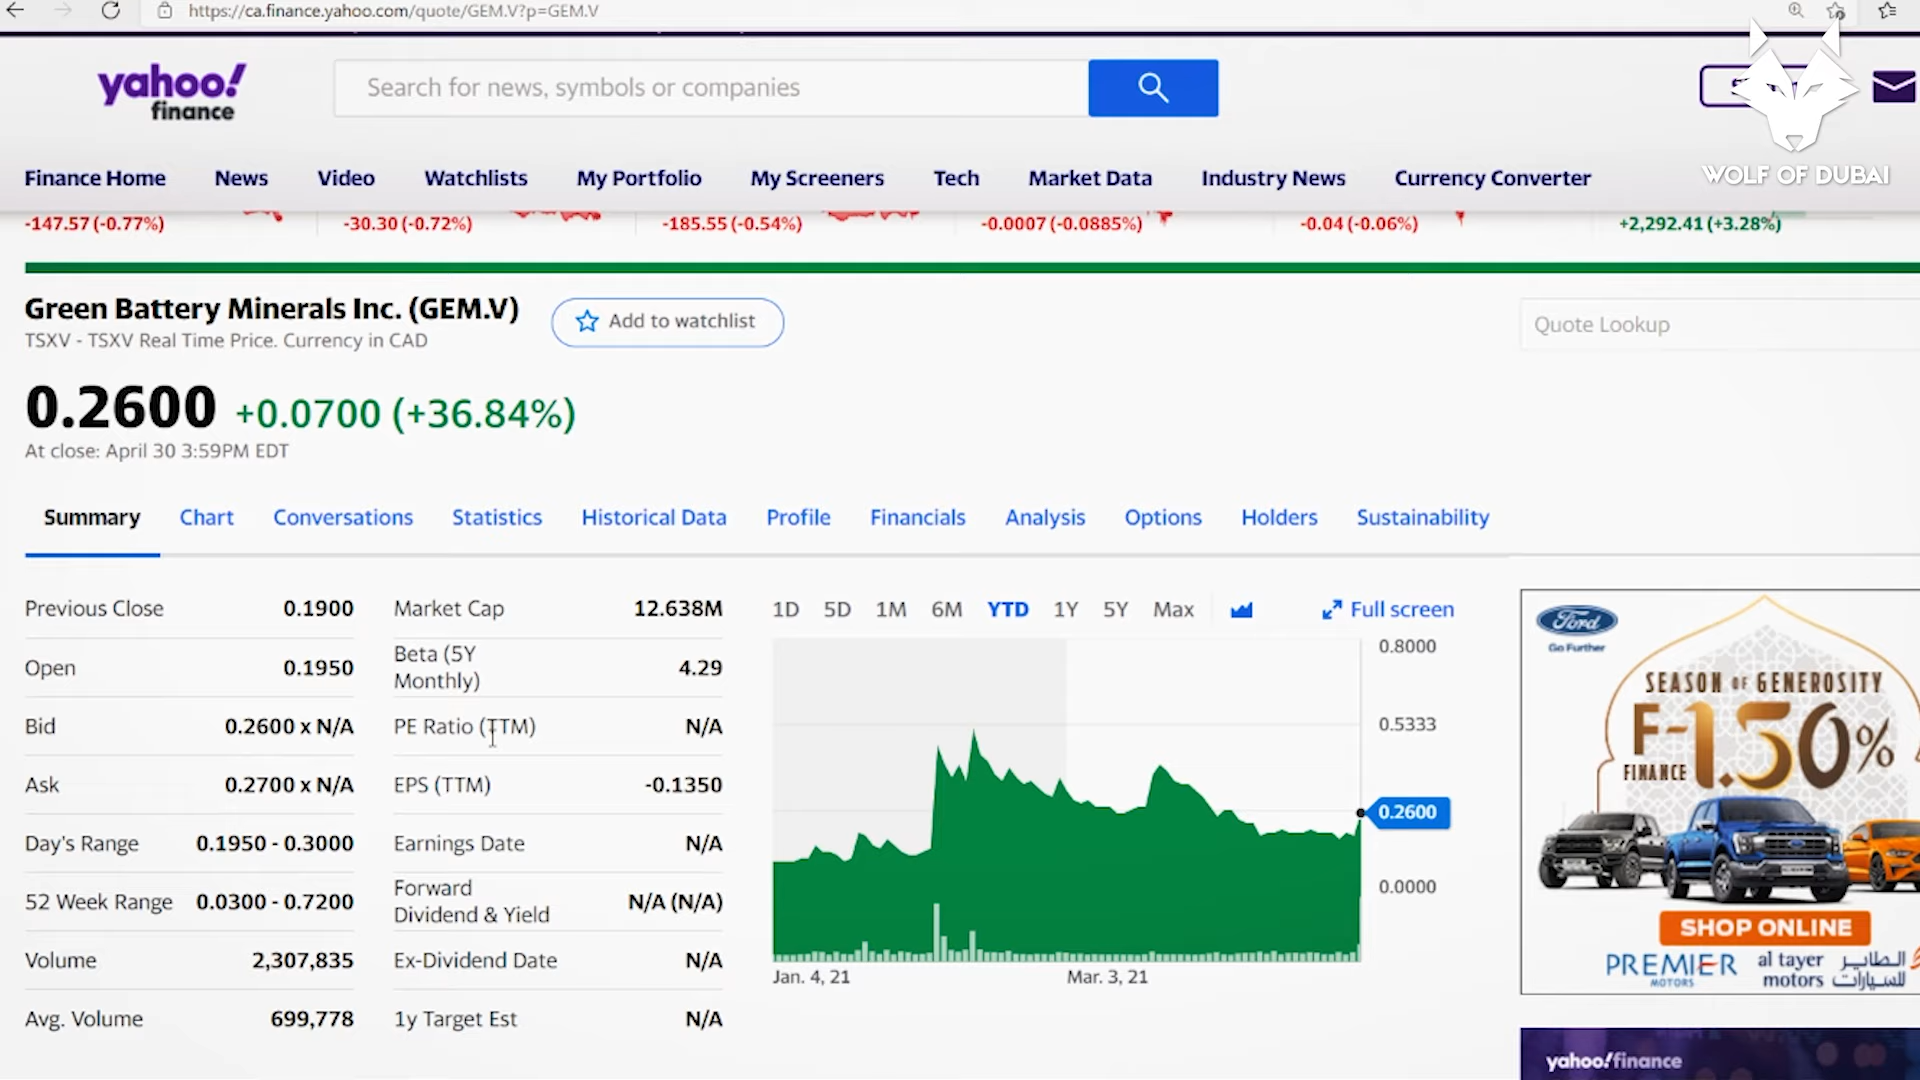 https://ca.finance.yahoo.com/quote/GEM.V?p=GEM.V
yahoo!
finance
Search for news, symbols or companies
WOLF OF DUBAI
Finance Home News Video Watchlists My Portfolio My Screeners Tech Market Data Industry News Currency Converter
-147.57 (-0.77%) -30.30 (-0.72%) -185.55 (-0.54%) -0.0007 (-0.0885%) -0.04 (-0.06%) +2,292.41 (+3.28%)
Green Battery Minerals Inc. (GEM.V)
Add to watchlist
TSXV - TSXV Real Time Price. Currency in CAD
Quote Lookup
0.2600 +0.0700 (+36.84%)
At close: April 30 3:59PM EDT
Summary Chart Conversations Statistics Historical Data Profile Financials Analysis Options Holders Sustainability
Previous Close 0.1900
Open 0.1950
Bid 0.2600 x N/A
Ask 0.2700 x N/A
Day's Range 0.1950 - 0.3000
52 Week Range 0.0300 - 0.7200
Volume 2,307,835
Avg. Volume 699,778
Market Cap 12.638M
Beta (5Y
Monthly) 4.29
PE Ratio (TTM) N/A
EPS (TTM) -0.1350
Earnings Date N/A
Forward
Dividend & Yield N/A (N/A)
Ex-Dividend Date N/A
1y Target Est N/A
1D 5D 1M 6M YTD 1Y 5Y Max Full screen
0.8000
0.5333
0.2600
0.0000
Jan. 4, 21 Mar. 3, 21
Ford
Go Further
SEASON OF GENEROSITY
F-150%
FINANCE
SHOP ONLINE
PREMIER
MOTORS
al tayer
motors
الطاير
للسيارات
yahoo!finance